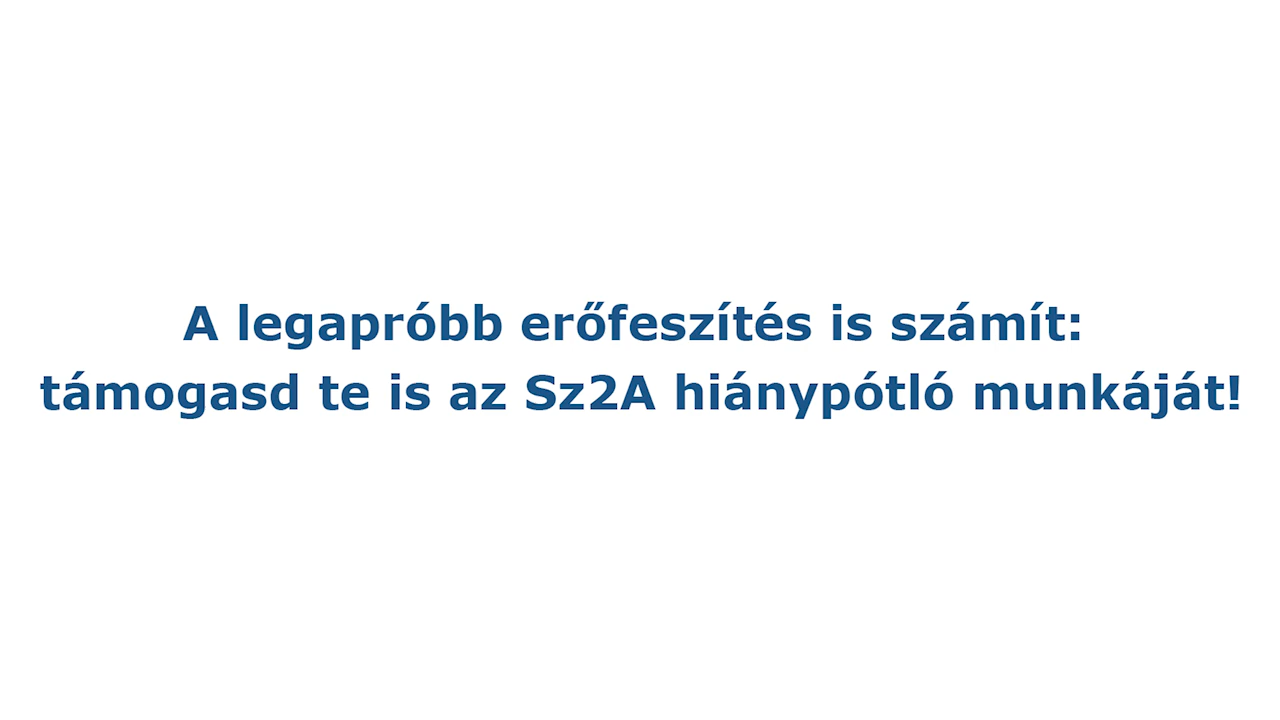 A legapróbb erőfeszítés is számít:
támogasd te is az Sz2A hiánypótló munkáját!